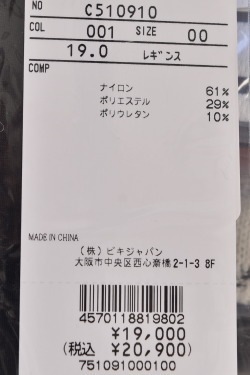 NO C510910
COL 001 SIZE 00
19.0 レギンス
COMP
ナイロン 61%
ポリエステル 29%
ポリウレタン 10%
MADE IN CHINA
(株)ピキジャパン
大阪市中央区西心斎橋2-1-3 8F
4570118819802
¥19,000
(税込 ¥20,900)
751091000100